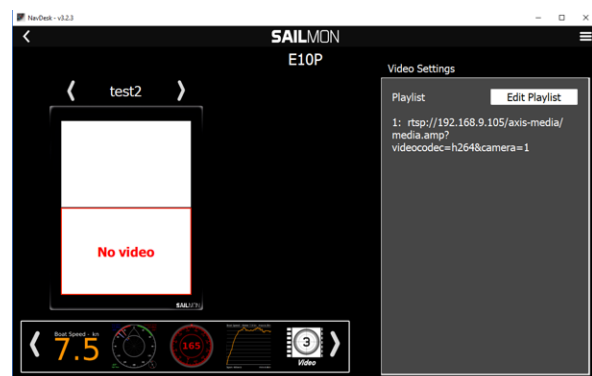 NavDesk - v3.2.3
SAILMON
E10P
Video Settings
test2
Playlist
Edit Playlist
1: rtsp://192.168.9.105/axis-media/
media.amp?
videocodec=h264&camera=1
No video
SAILMON
Boat Speed - kn
7.5
165
3
Video